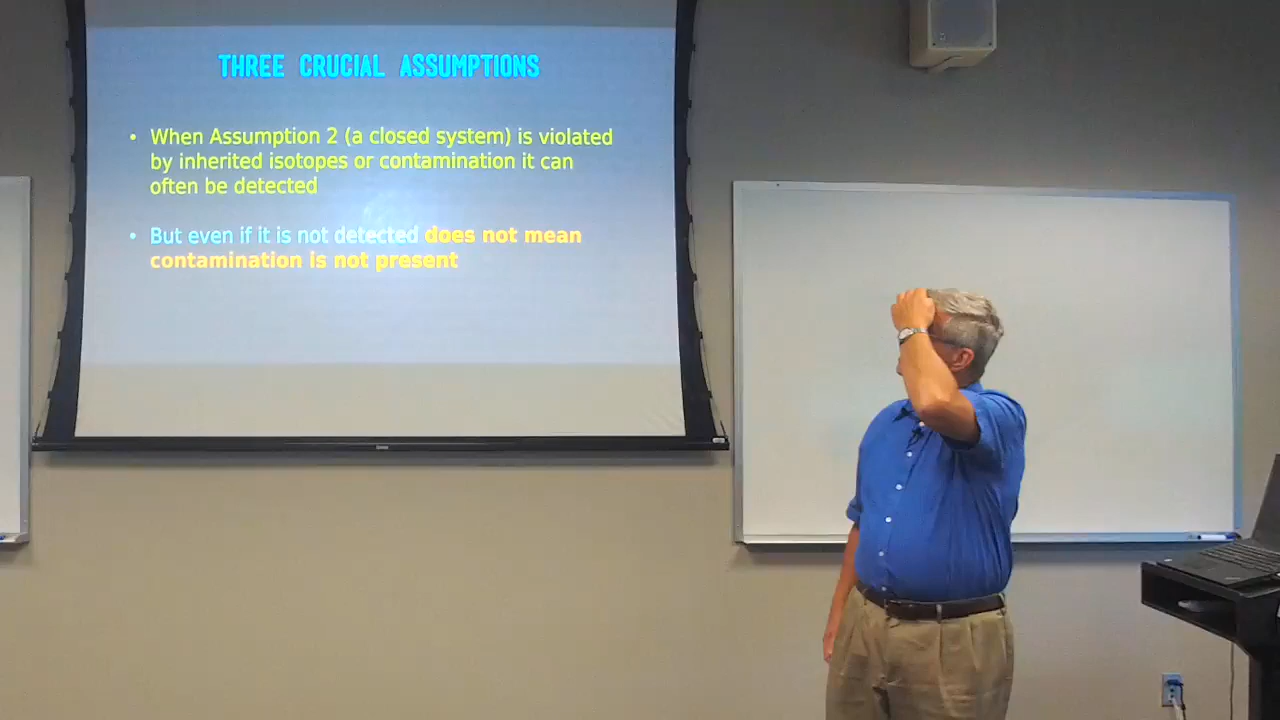 THREE CRUCIAL ASSUMPTIONS
• When Assumption 2 (a closed system) is violated
by inherited isotopes or contamination it can
often be detected
• But even if it is not detected does not mean
contamination is not present